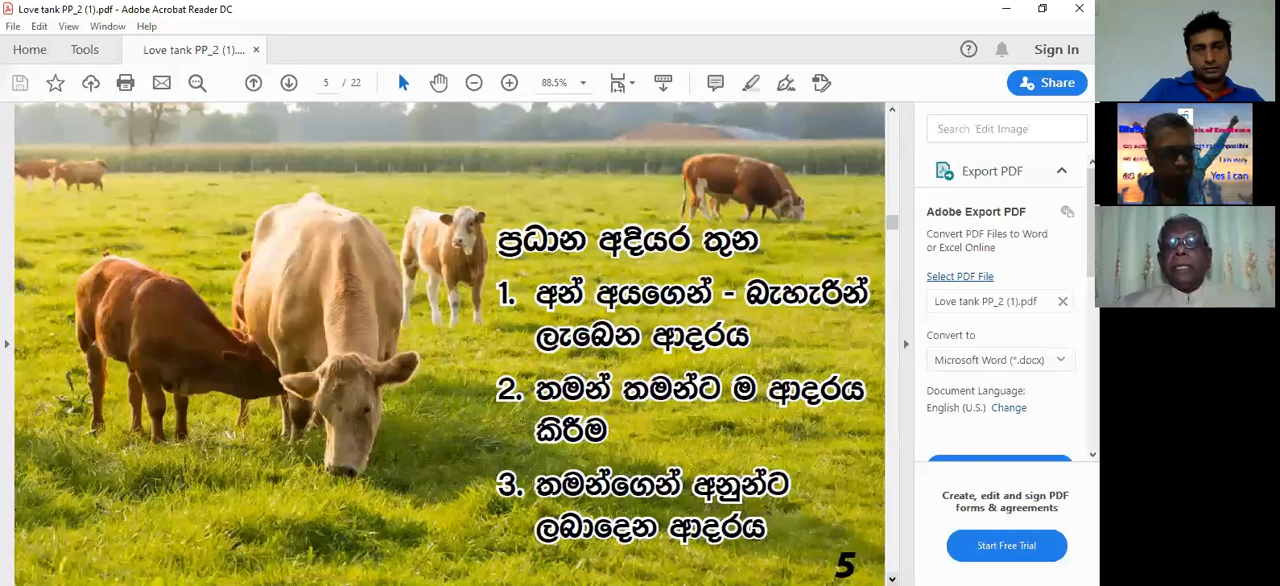 Love tank PP_2 (1).pdf - Adobe Acrobat Reader DC
File Edit View Window Help
Home Tools Love tank PP_2 (1).... × Sign In
5 / 22 88.5% Share
Search 'Edit Image'
Export PDF
Adobe Export PDF
Convert PDF Files to Word
or Excel Online
Select PDF File
Love tank PP_2 (1).pdf
Convert to
Microsoft Word (*.docx)
Document Language:
English (U.S.) Change
Create, edit and sign PDF
forms & agreements
Start Free Trial
ප්‍රධාන අදියර තුන
1. අන් අයගෙන් - බැහැරින්
ලැබෙන ආදරය
2. තමන් තමන්ට ම ආදරය
කිරීම
3. තමන්ගෙන් අනුන්ට
ලබාදෙන ආදරය
5
I am ready
Yes I can